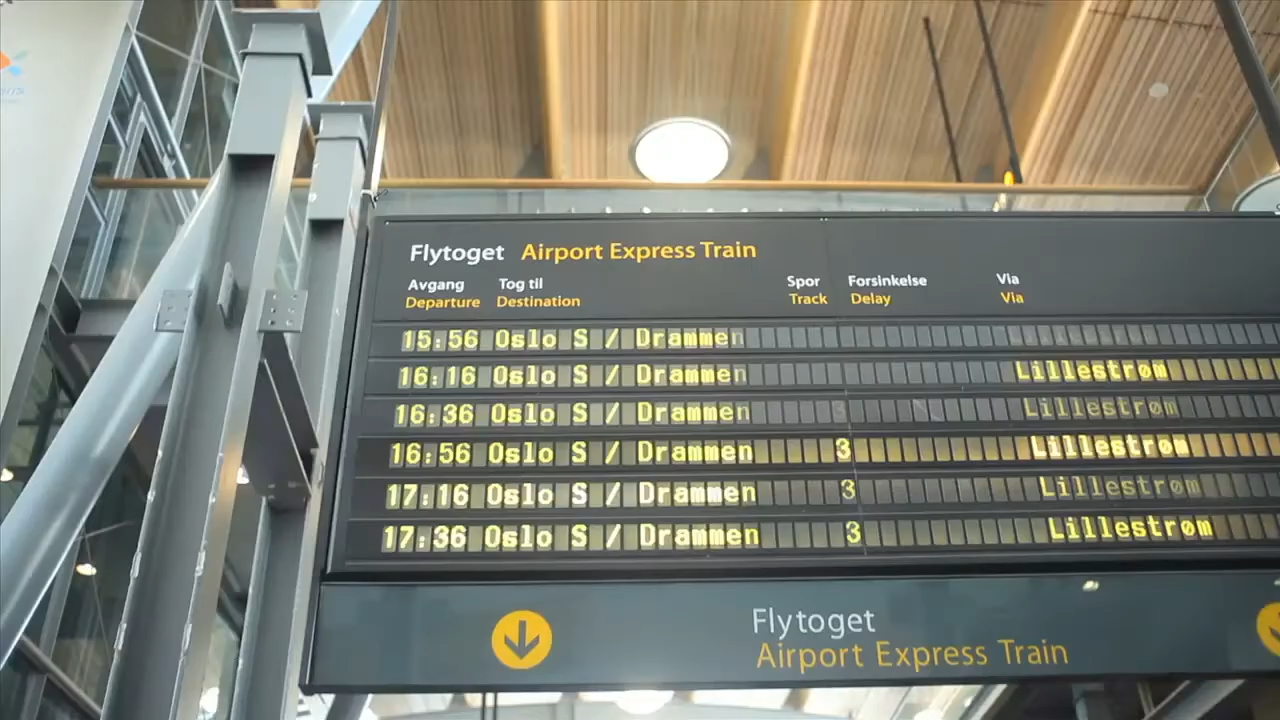 Flytoget Airport Express Train
Avgang Tog til Spor Forsinkelse Via
Departure Destination Track Delay Via
15:56 Oslo S / Drammen Lillestrøm
16:16 Oslo S / Drammen Lillestrøm
16:36 Oslo S / Drammen 3 Lillestrøm
16:56 Oslo S / Drammen 3 Lillestrøm
17:16 Oslo S / Drammen 3 Lillestrøm
17:36 Oslo S / Drammen 3 Lillestrøm
Flytoget
Airport Express Train